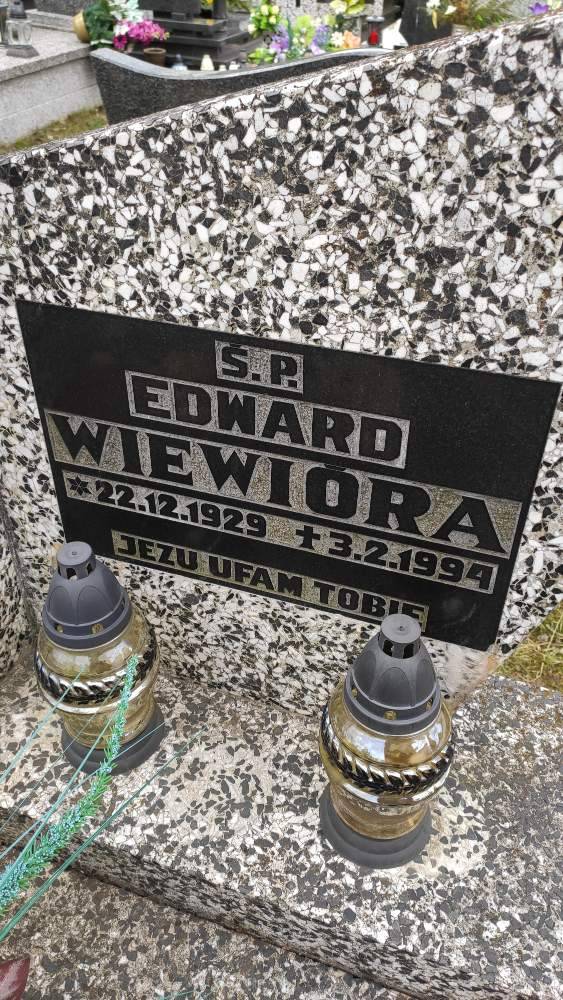 Ś.P.
EDWARD
WIEWIÓRA
*22.12.1929 †3.2.1994
JEZU UFAM TOBIE